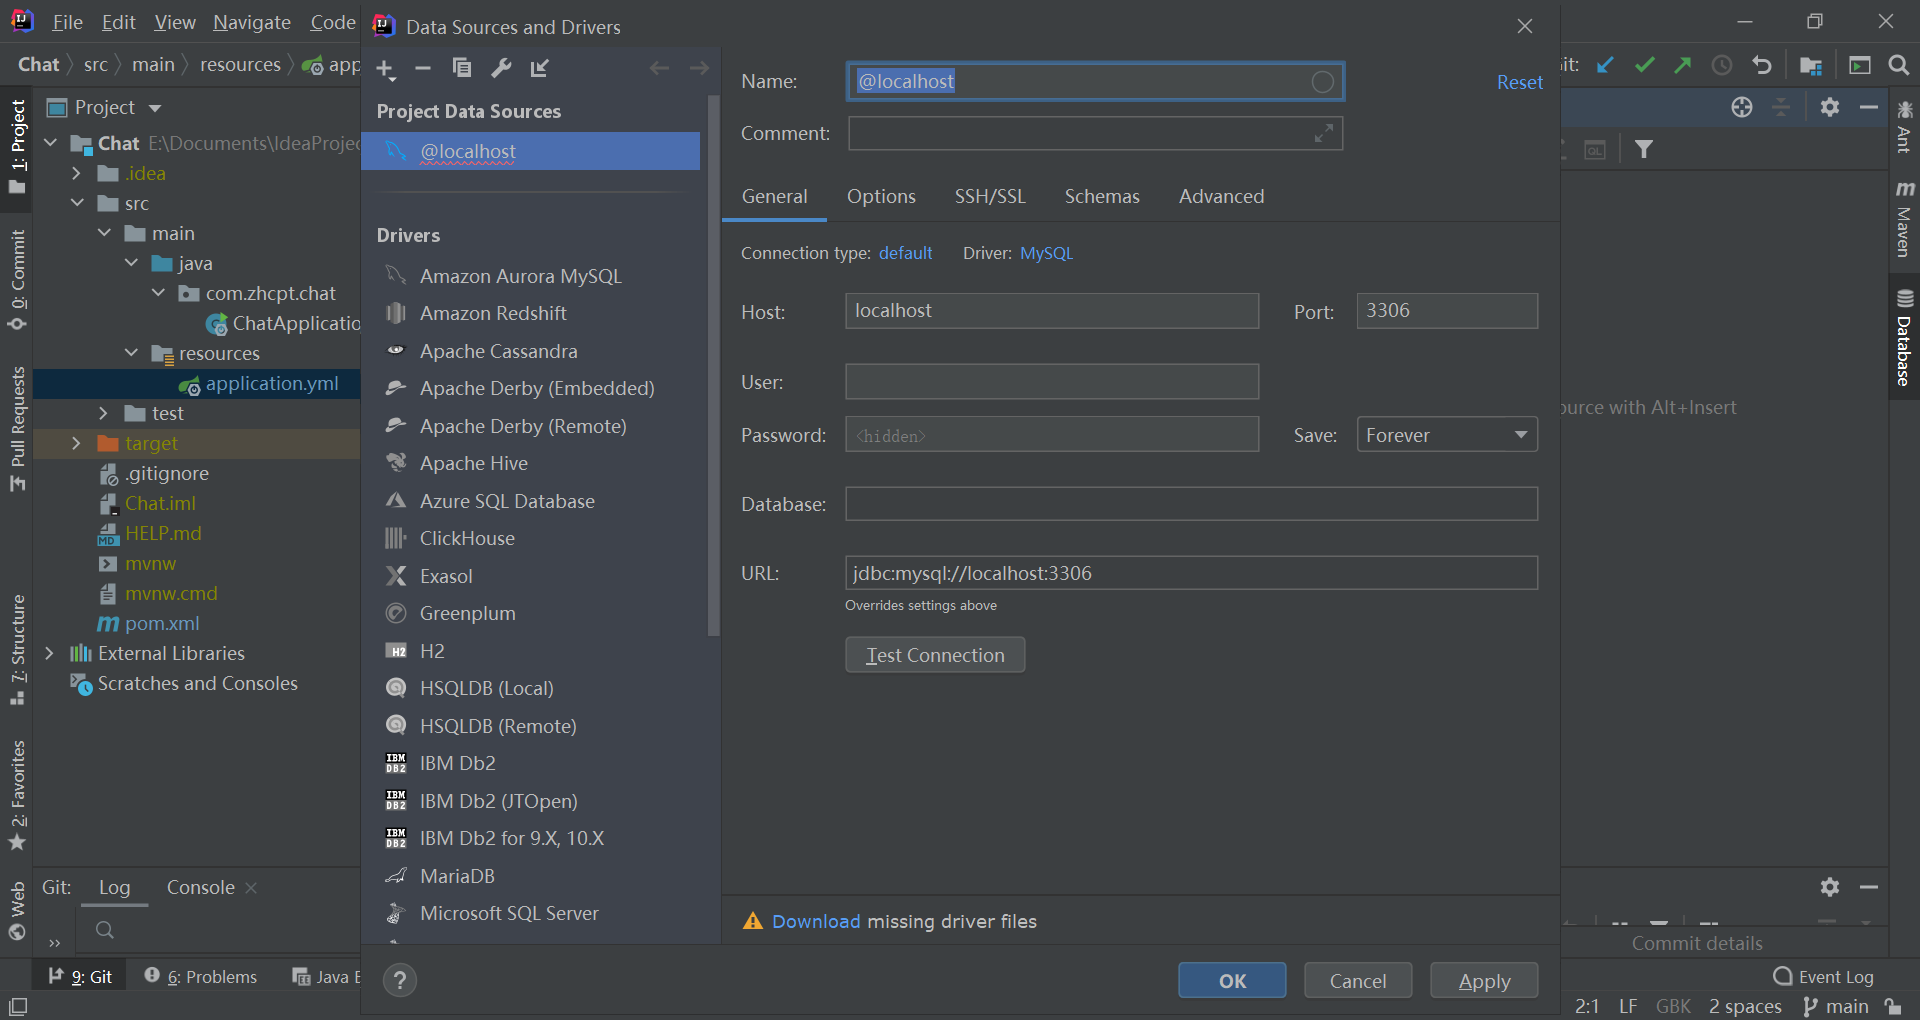 File Edit View Navigate Code
Data Sources and Drivers
Chat src main resources app
Git:
1: Project
0: Commit
Pull Requests
7: Structure
2: Favorites
Web
Project
Chat E:\Documents\IdeaProjec
.idea
src
main
java
com.zhcpt.chat
ChatApplicatio
resources
application.yml
test
target
.gitignore
Chat.iml
HELP.md
mvnw
mvnw.cmd
pom.xml
External Libraries
Scratches and Consoles
Project Data Sources
@localhost
Drivers
Amazon Aurora MySQL
Amazon Redshift
Apache Cassandra
Apache Derby (Embedded)
Apache Derby (Remote)
Apache Hive
Azure SQL Database
ClickHouse
Exasol
Greenplum
H2
HSQLDB (Local)
HSQLDB (Remote)
IBM Db2
IBM Db2 (JTOpen)
IBM Db2 for 9.X, 10.X
MariaDB
Microsoft SQL Server
Name: @localhost
Reset
Comment:
General Options SSH/SSL Schemas Advanced
Connection type: default Driver: MySQL
Host: localhost Port: 3306
User:
Password: <hidden> Save: Forever
Database:
URL: jdbc:mysql://localhost:3306
Overrides settings above
Test Connection
Download missing driver files
? OK Cancel Apply
ource with Alt+Insert
Ant
Maven
Database
Git: Log Console
Commit details
9: Git 6: Problems Java E
Event Log
2:1 LF GBK 2 spaces main